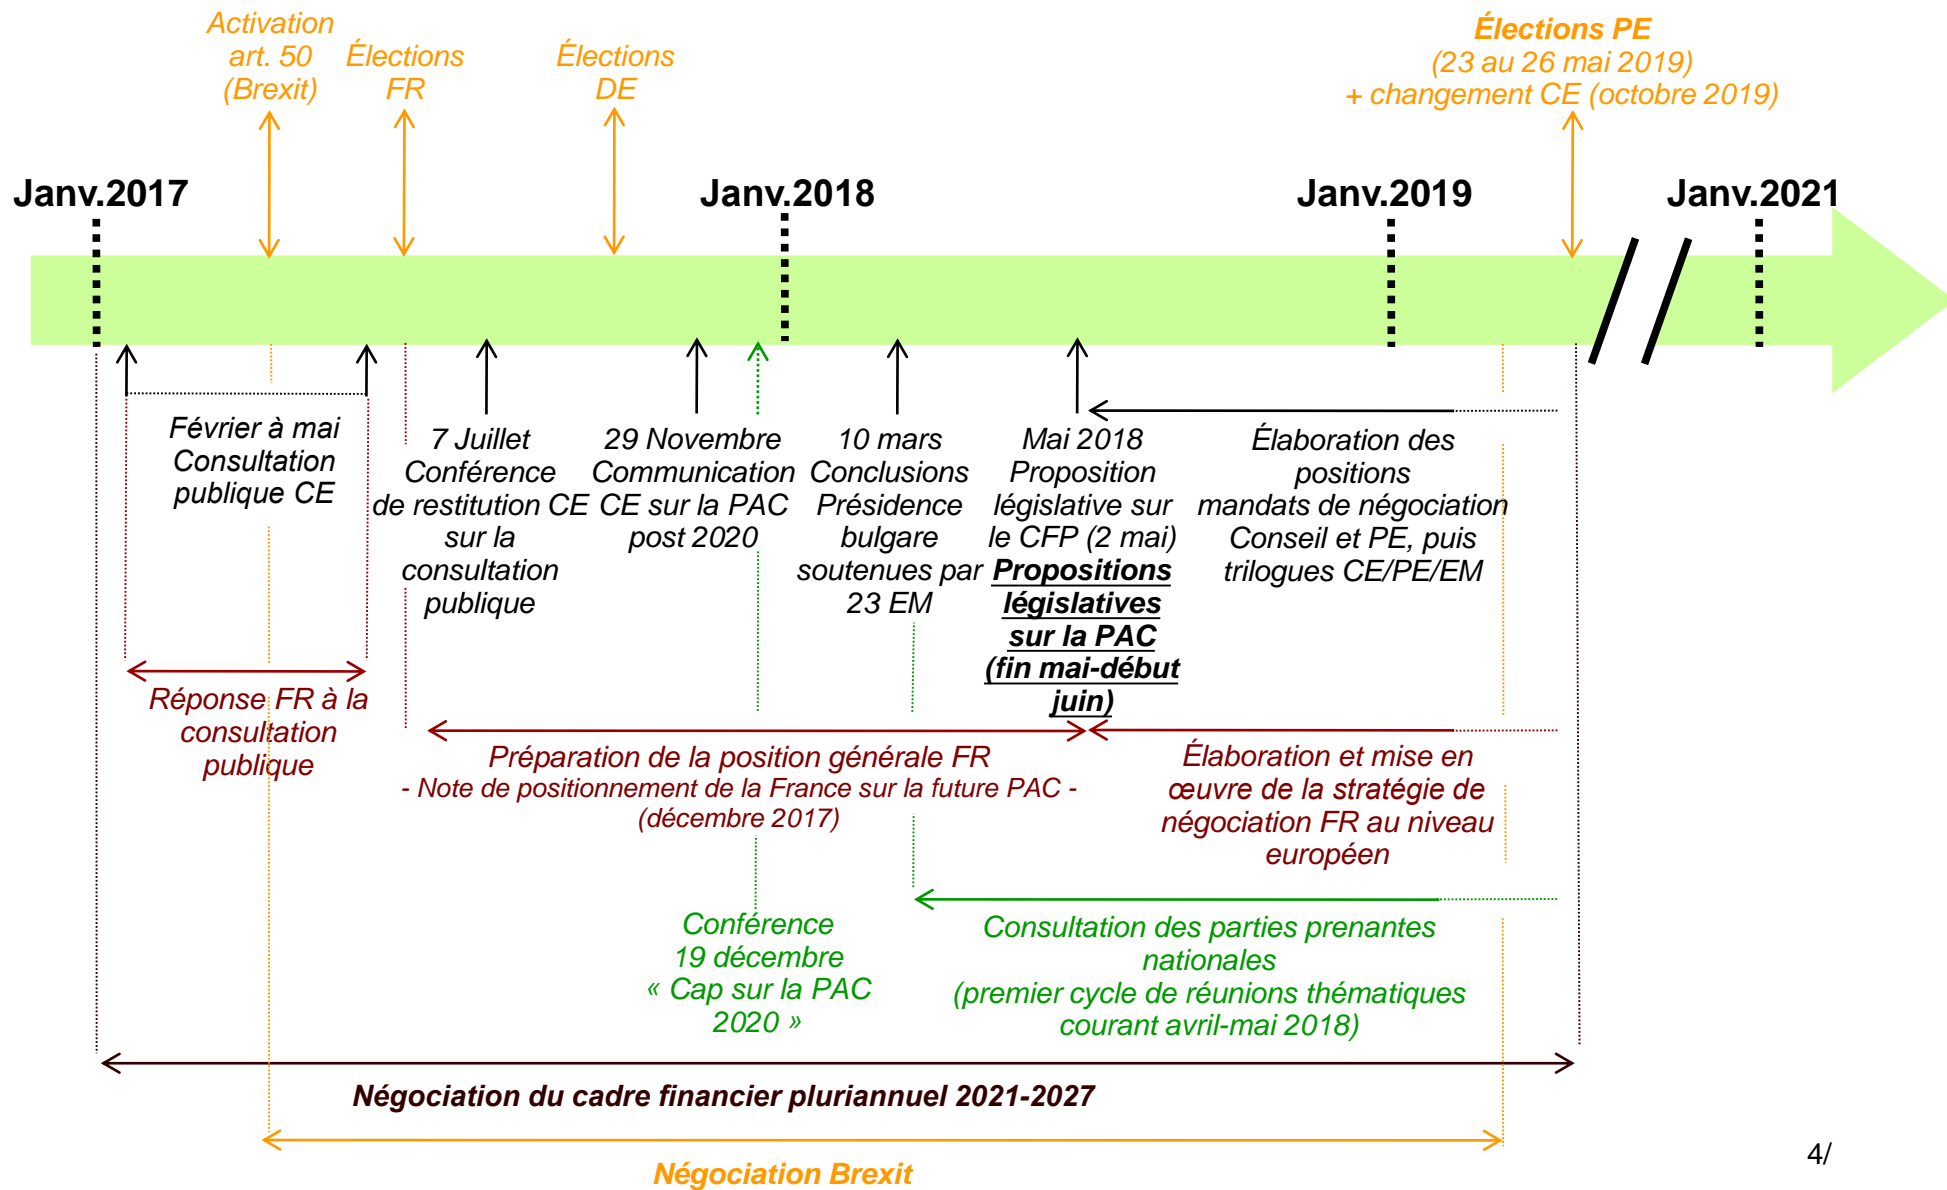 Activation
art. 50
(Brexit)
Élections
FR
Élections
DE
Élections PE
(23 au 26 mai 2019)
+ changement CE (octobre 2019)
Janv.2017
Janv.2018
Janv.2019
Janv.2021
Février à mai
Consultation
publique CE
7 Juillet
Conférence
de restitution CE
sur la
consultation
publique
29 Novembre
Communication
CE sur la PAC
post 2020
10 mars
Conclusions
Présidence
bulgare
soutenues par
23 EM
Mai 2018
Proposition
législative sur
le CFP (2 mai)
Propositions
législatives
sur la PAC
(fin mai-début
juin)
Élaboration des
positions
mandats de négociation
Conseil et PE, puis
trilogues CE/PE/EM
Réponse FR à la
consultation
publique
Préparation de la position générale FR
- Note de positionnement de la France sur la future PAC -
(décembre 2017)
Élaboration et mise en
œuvre de la stratégie de
négociation FR au niveau
européen
Conférence
19 décembre
« Cap sur la PAC
2020 »
Consultation des parties prenantes
nationales
(premier cycle de réunions thématiques
courant avril-mai 2018)
Négociation du cadre financier pluriannuel 2021-2027
Négociation Brexit
4/